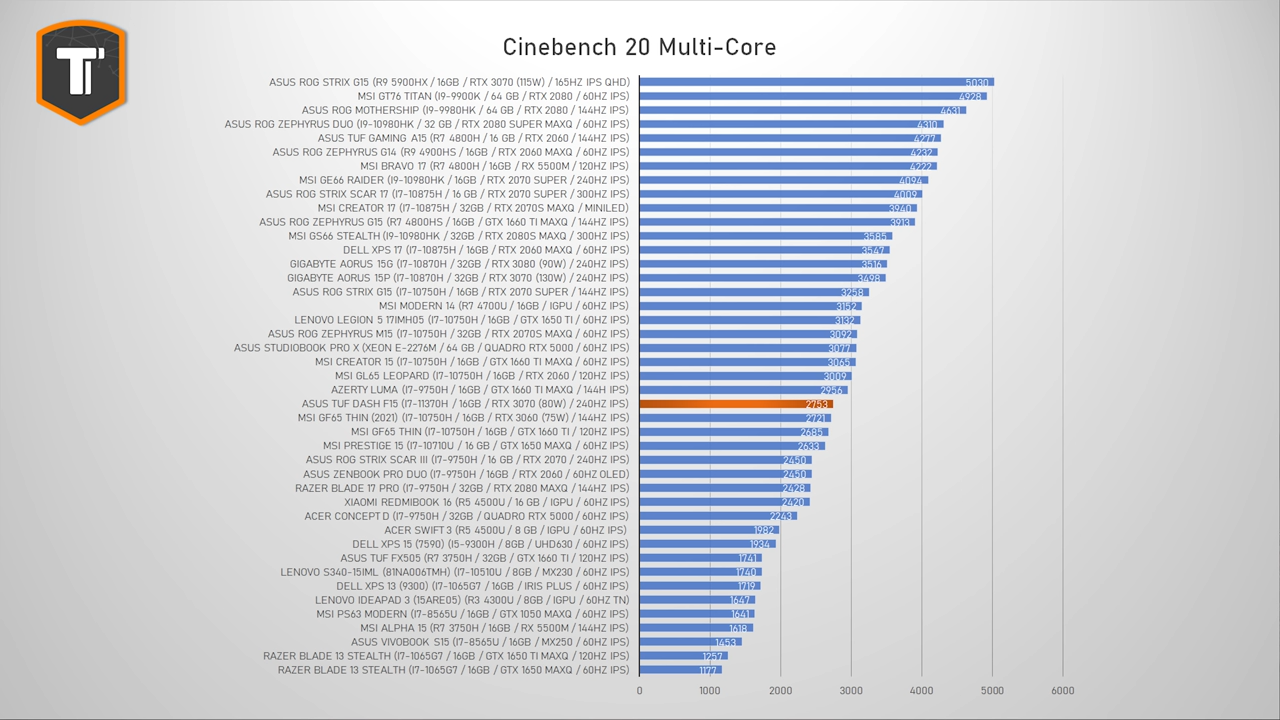 T
Cinebench 20 Multi-Core
ASUS ROG STRIX G15 (R9 5900HX / 16GB / RTX 3070 (115W) / 165HZ IPS QHD) 5030
MSI GT76 TITAN (I9-9900K / 64 GB / RTX 2080 / 60HZ IPS) 4928
ASUS ROG MOTHERSHIP (I9-9980HK / 64 GB / RTX 2080 / 144HZ IPS) 4631
ASUS ROG ZEPHYRUS DUO (I9-10980HK / 32 GB / RTX 2080 SUPER MAXQ / 60HZ IPS) 4310
ASUS TUF GAMING A15 (R7 4800H / 16 GB / RTX 2060 / 144HZ IPS) 4277
ASUS ROG ZEPHYRUS G14 (R9 4900HS / 16GB / RTX 2060 MAXQ / 60HZ IPS) 4232
MSI BRAVO 17 (R7 4800H / 16GB / RX 5500M / 120HZ IPS) 4222
MSI GE66 RAIDER (I9-10980HK / 16GB / RTX 2070 SUPER / 240HZ IPS) 4094
ASUS ROG STRIX SCAR 17 (I7-10875H / 16 GB / RTX 2070 SUPER / 300HZ IPS) 4009
MSI CREATOR 17 (I7-10875H / 32GB / RTX 2070S MAXQ / MINILED) 3940
ASUS ROG ZEPHYRUS G15 (R7 4800HS / 16GB / GTX 1660 TI MAXQ / 144HZ IPS) 3913
MSI GS66 STEALTH (I9-10980HK / 32GB / RTX 2080S MAXQ / 300HZ IPS) 3585
DELL XPS 17 (I7-10875H / 16GB / RTX 2060 MAXQ / 60HZ IPS) 3547
GIGABYTE AORUS 15G (I7-10870H / 32GB / RTX 3080 (90W) / 240HZ IPS) 3516
GIGABYTE AORUS 15P (I7-10870H / 32GB / RTX 3070 (130W) / 240HZ IPS) 3498
ASUS ROG STRIX G15 (I7-10750H / 16GB / RTX 2070 SUPER / 144HZ IPS) 3258
MSI MODERN 14 (R7 4700U / 16GB / IGPU / 60HZ IPS) 3152
LENOVO LEGION 5 17IMH05 (I7-10750H / 16GB / GTX 1650 TI / 60HZ IPS) 3132
ASUS ROG ZEPHYRUS M15 (I7-10750H / 32GB / RTX 2070S MAXQ / 60HZ IPS) 3092
ASUS STUDIOBOOK PRO X (XEON E-2276M / 64 GB / QUADRO RTX 5000 / 60HZ IPS) 3077
MSI CREATOR 15 (I7-10750H / 16GB / GTX 1660 TI MAXQ / 60HZ IPS) 3065
MSI GL65 LEOPARD (I7-10750H / 16GB / RTX 2060 / 120HZ IPS) 3009
AZERTY LUMA (I7-9750H / 16GB / GTX 1660 TI MAXQ / 144H IPS) 2956
ASUS TUF DASH F15 (I7-11370H / 16GB / RTX 3070 (80W) / 240HZ IPS) 2753
MSI GF65 THIN (2021) (I7-10750H / 16GB / RTX 3060 (75W) / 144HZ IPS) 2721
MSI GF65 THIN (I7-10750H / 16GB / GTX 1660 TI / 120HZ IPS) 2685
MSI PRESTIGE 15 (I7-10710U / 16 GB / GTX 1650 MAXQ / 60HZ IPS) 2633
ASUS ROG STRIX SCAR III (I7-9750H / 16 GB / RTX 2070 / 240HZ IPS) 2450
ASUS ZENBOOK PRO DUO (I7-9750H / 16GB / RTX 2060 / 60HZ OLED) 2450
RAZER BLADE 17 PRO (I7-9750H / 32GB / RTX 2080 MAXQ / 144HZ IPS) 2428
XIAOMI REDMIBOOK 16 (R5 4500U / 16 GB / IGPU / 60HZ IPS) 2420
ACER CONCEPT D (I7-9750H / 32GB / QUADRO RTX 5000 / 60HZ IPS) 2243
ACER SWIFT 3 (R5 4500U / 8 GB / IGPU / 60HZ IPS) 1982
DELL XPS 15 (7590) (I5-9300H / 8GB / UHD630 / 60HZ IPS) 1934
ASUS TUF FX505 (R7 3750H / 32GB / GTX 1660 TI / 120HZ IPS) 1741
LENOVO S340-15IML (81NA006TMH) (I7-10510U / 8GB / MX230 / 60HZ IPS) 1740
DELL XPS 13 (9300) (I7-1065G7 / 16GB / IRIS PLUS / 60HZ IPS) 1719
LENOVO IDEAPAD 3 (15ARE05) (R3 4300U / 8GB / IGPU / 60HZ TN) 1647
MSI PS63 MODERN (I7-8565U / 16GB / GTX 1050 MAXQ / 60HZ IPS) 1641
MSI ALPHA 15 (R7 3750H / 16GB / RX 5500M / 144HZ IPS) 1618
ASUS VIVOBOOK S15 (I7-8565U / 16GB / MX250 / 60HZ IPS) 1453
RAZER BLADE 13 STEALTH (I7-1065G7 / 16GB / GTX 1650 TI MAXQ / 120HZ IPS) 1257
RAZER BLADE 13 STEALTH (I7-1065G7 / 16GB / GTX 1650 MAXQ / 60HZ IPS) 1177
0 1000 2000 3000 4000 5000 6000